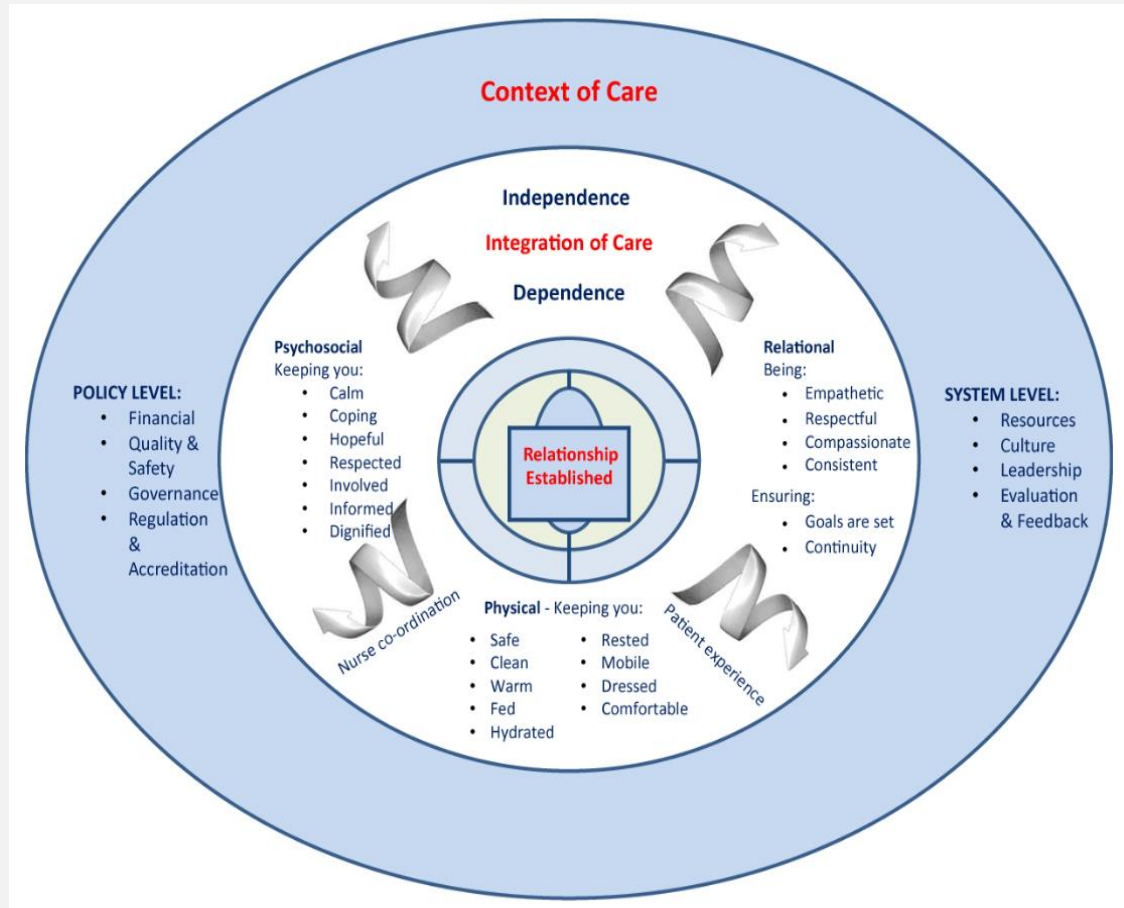 Context of Care
Independence
Integration of Care
Dependence
Psychosocial
Keeping you:
• Calm
• Coping
• Hopeful
• Respected
• Involved
• Informed
• Dignified
Relational
Being:
• Empathetic
• Respectful
• Compassionate
• Consistent
Ensuring:
• Goals are set
• Continuity
POLICY LEVEL:
• Financial
• Quality &
Safety
• Governance
• Regulation
&
Accreditation
SYSTEM LEVEL:
• Resources
• Culture
• Leadership
• Evaluation
& Feedback
Relationship
Established
Nurse co-ordination
Physical - Keeping you:
• Safe
• Clean
• Warm
• Fed
• Hydrated
• Rested
• Mobile
• Dressed
• Comfortable
Patient experience